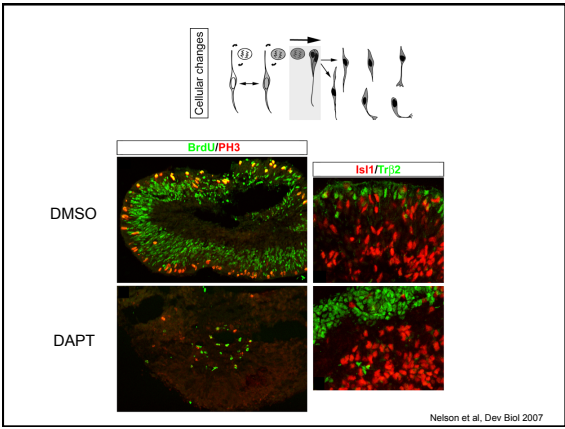 Cellular changes
BrdU/PH3
Isl1/Trβ2
DMSO
DAPT
Nelson et al, Dev Biol 2007